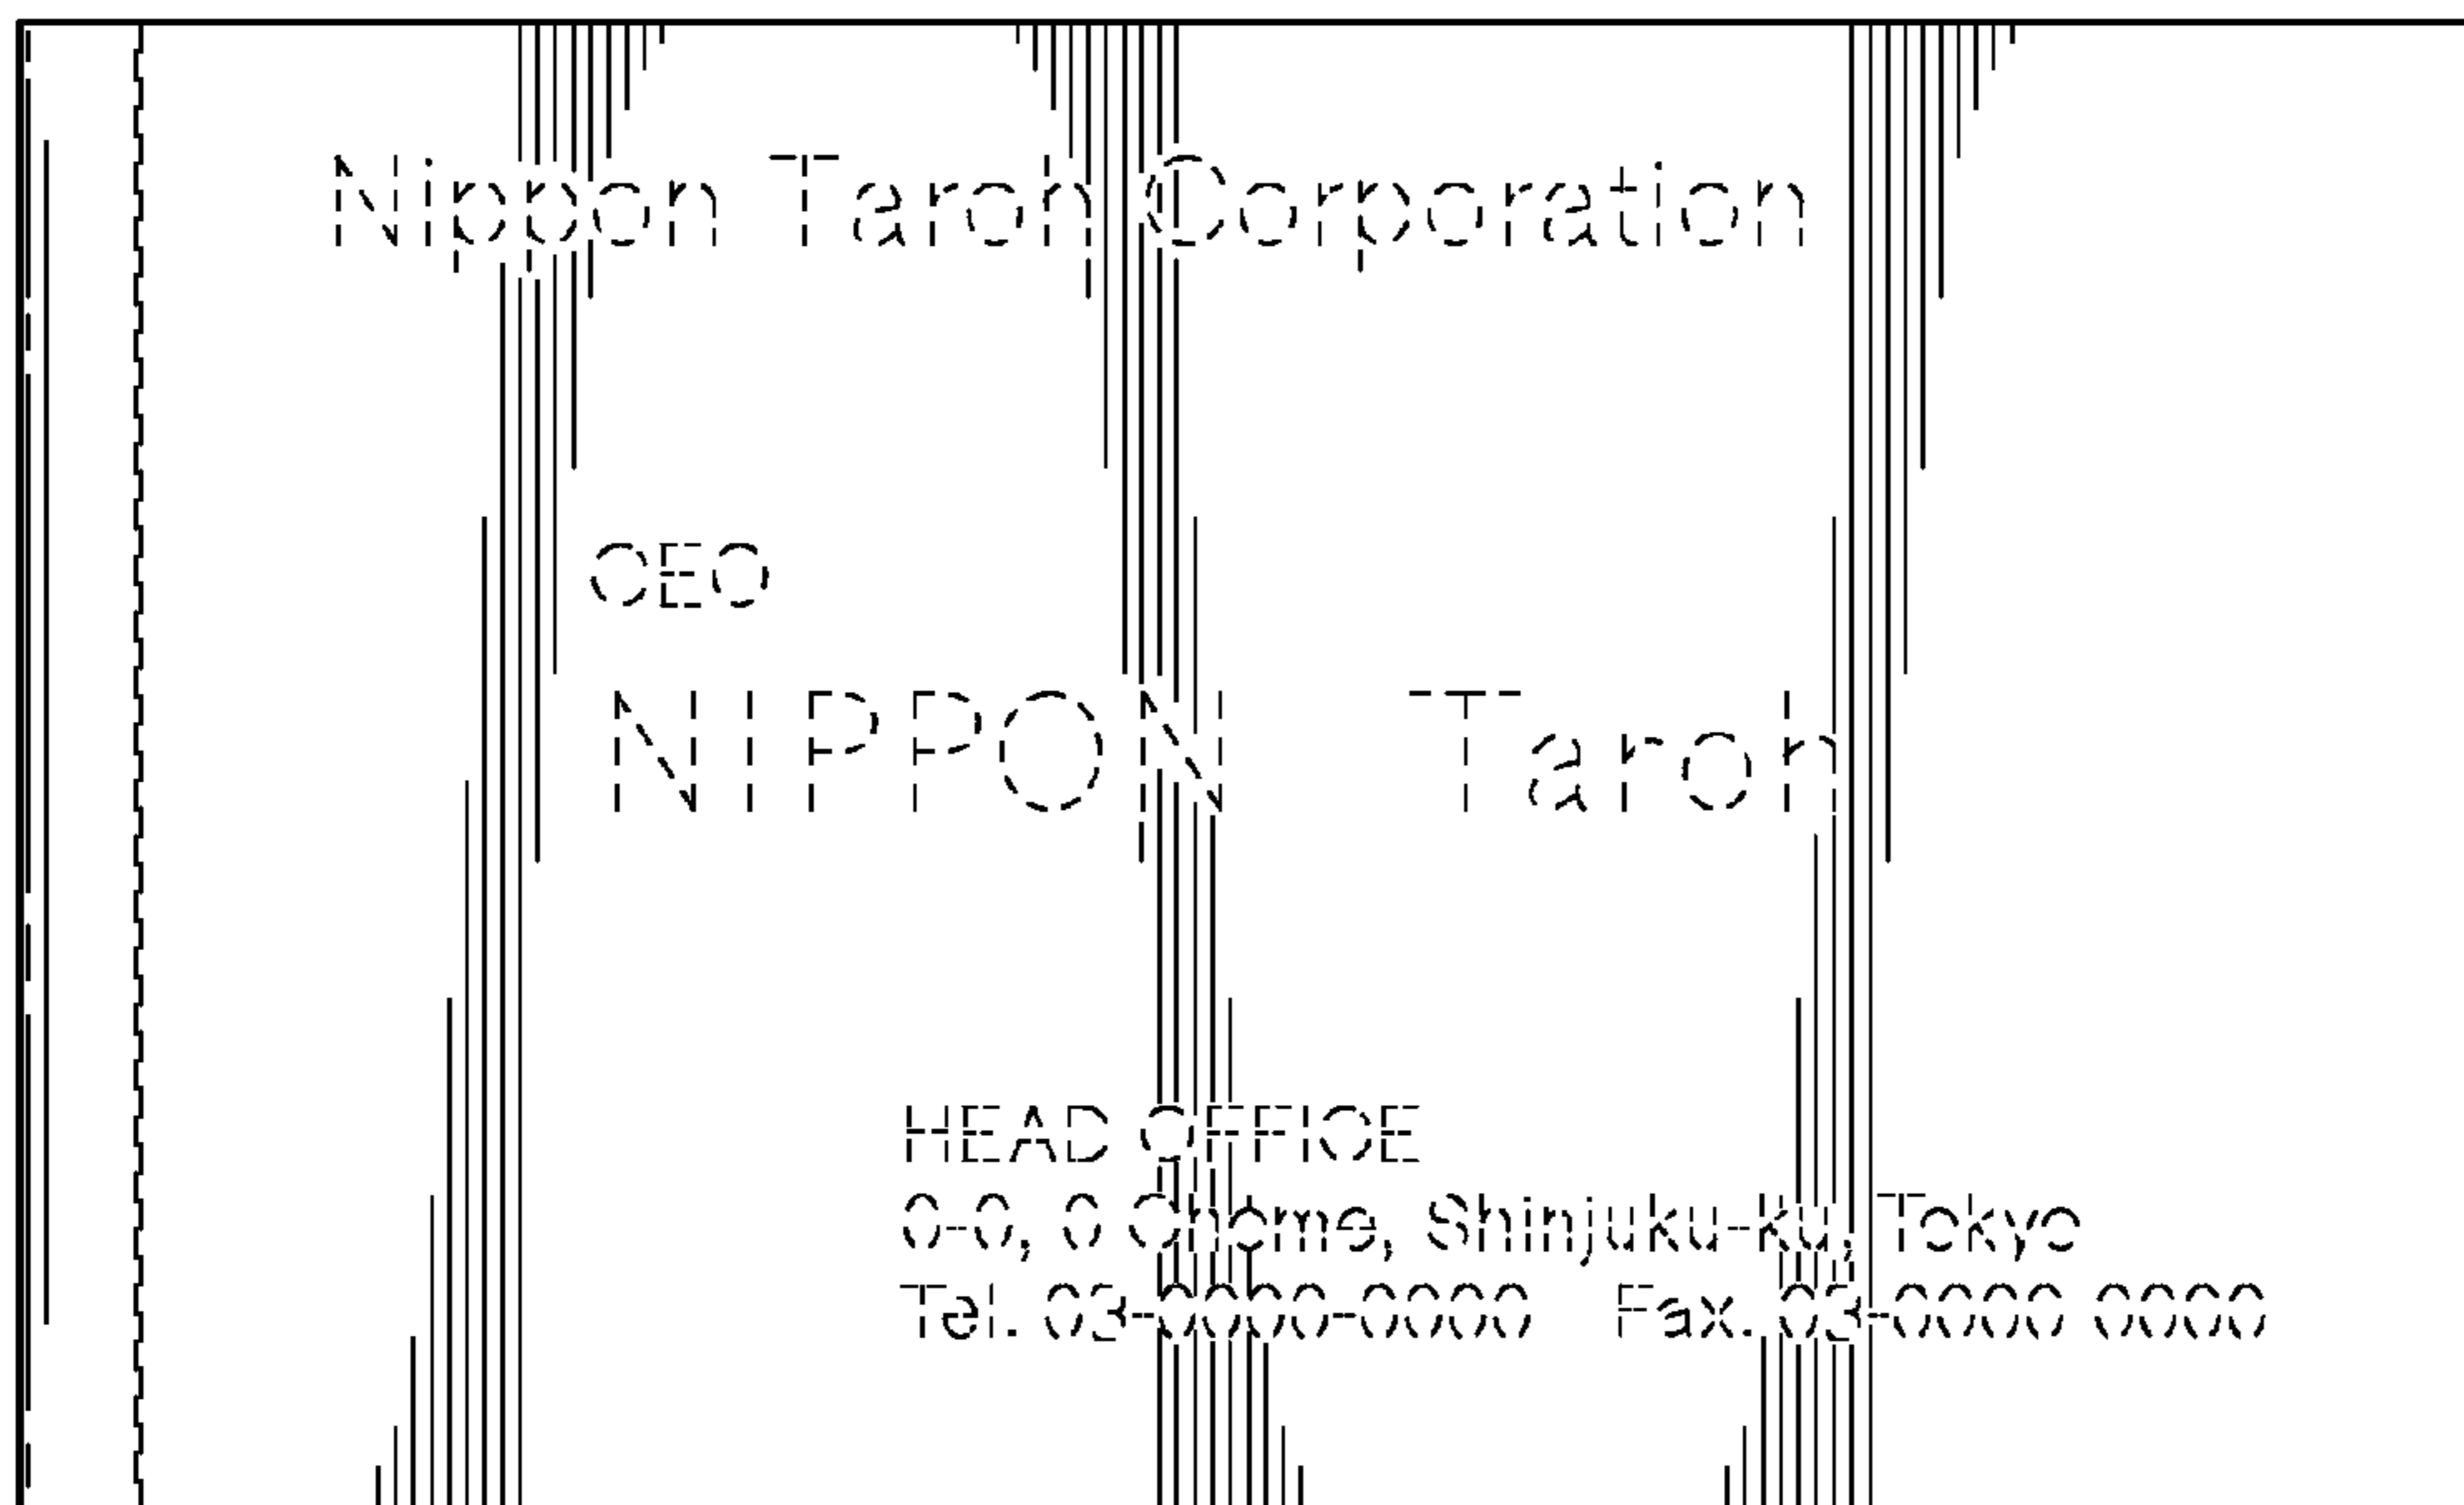 Nippon Taroh Corporation
CEO
NIPPON Taroh
HEAD OFFICE
0-0, 0 Chome, Shinjuku-ku, Tokyo
Tel. 03-0000-0000 Fax. 03-0000 0000